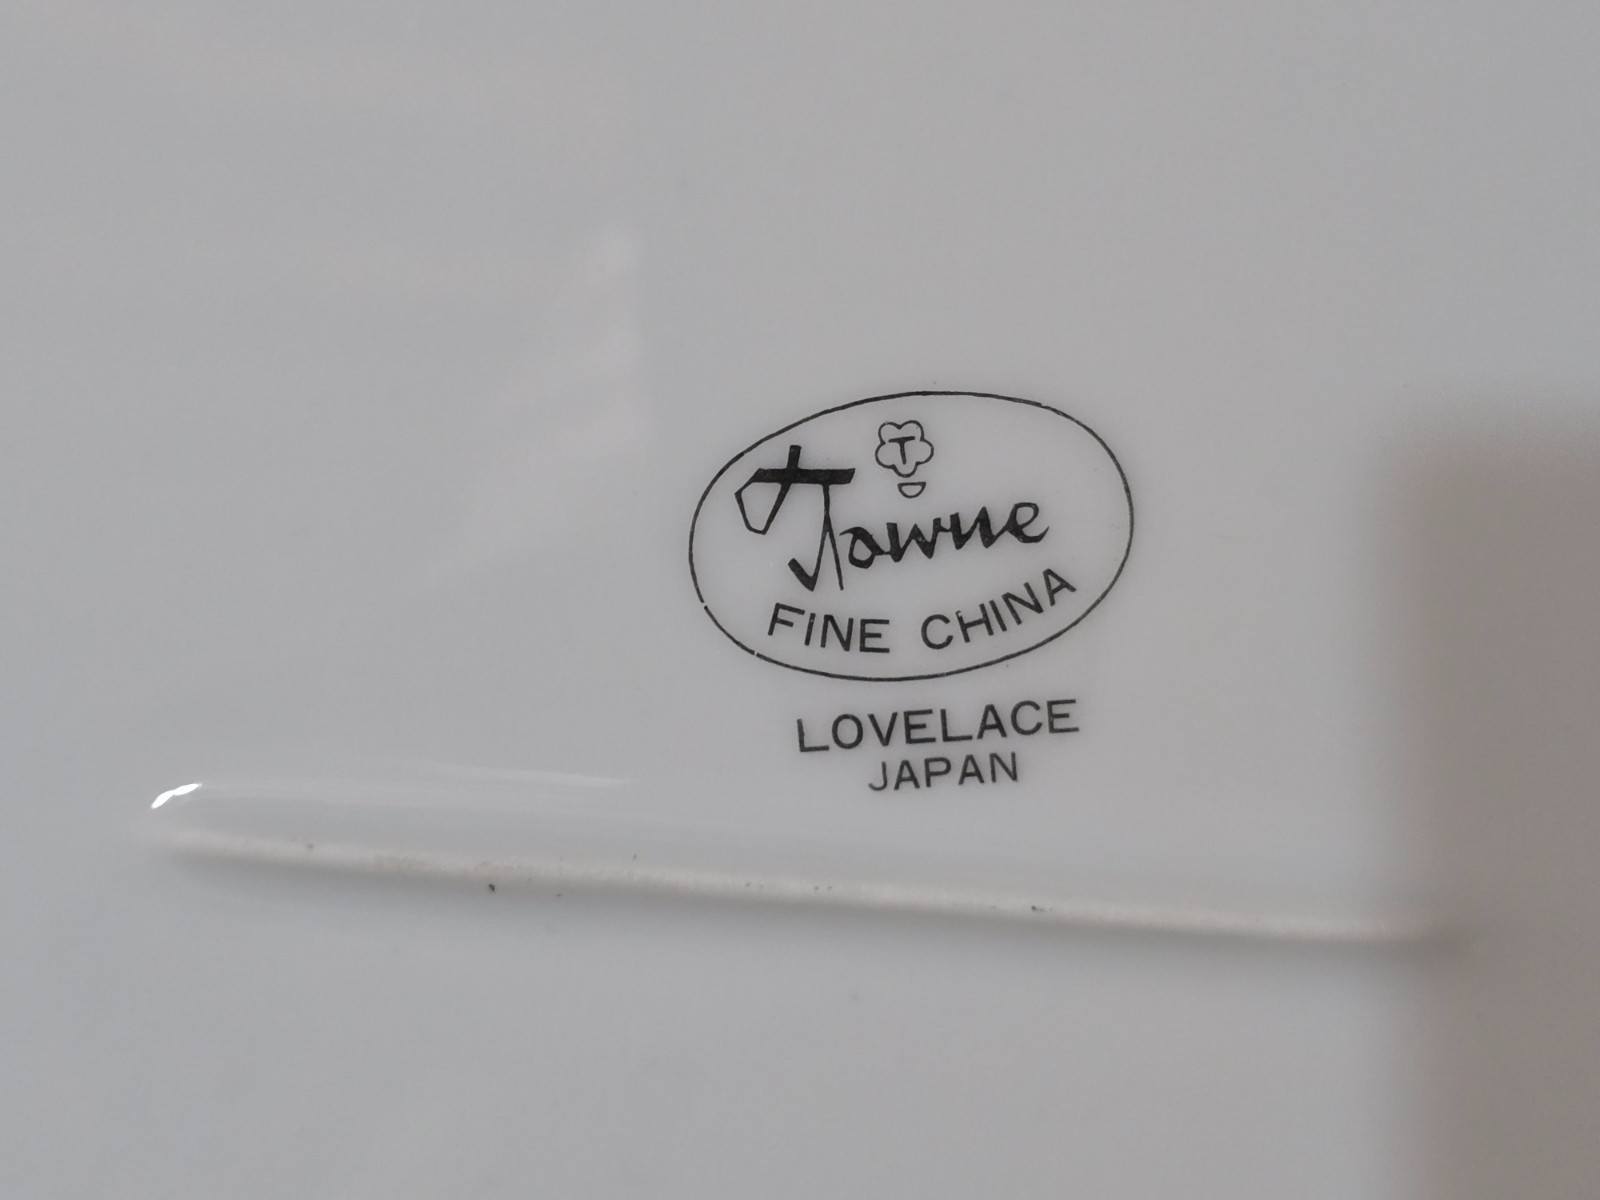 T
Towne
FINE CHINA
LOVELACE
JAPAN